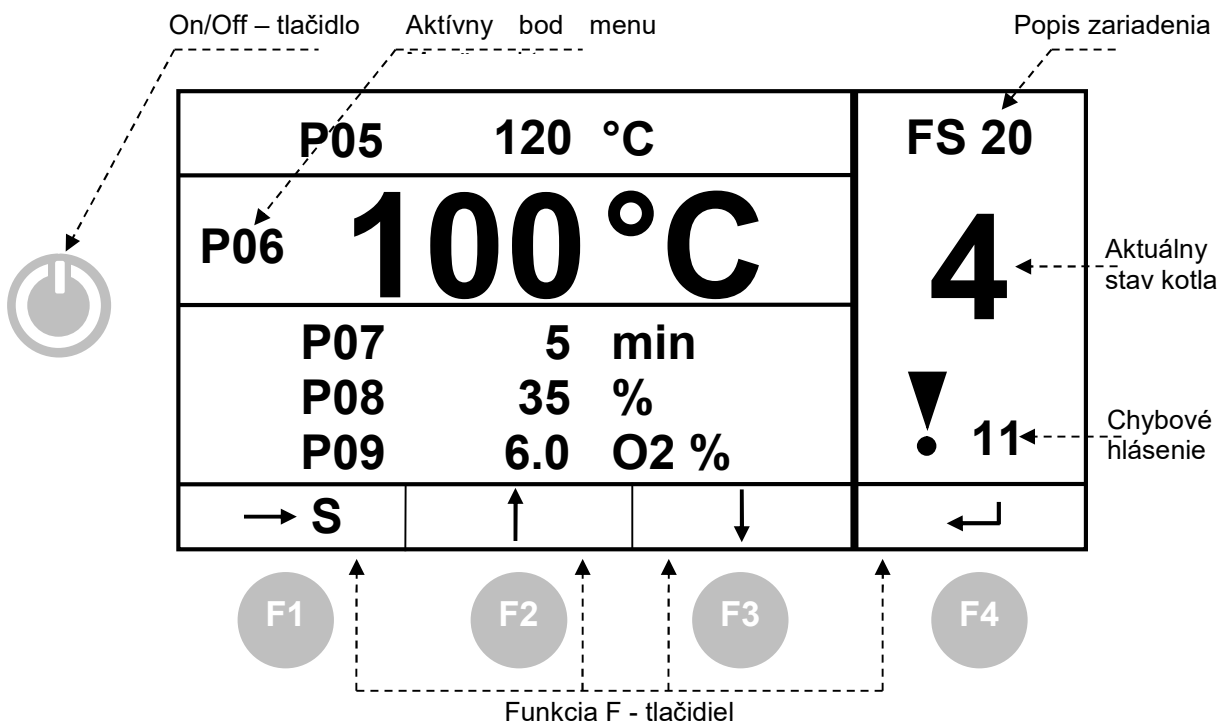 On/Off – tlačidlo
Aktívny bod menu
Popis zariadenia
P05 120 °C
FS 20
P06 100 °C
4
Aktuálny
stav kotla
P07 5 min
P08 35 %
P09 6.0 O2 %
! 11
Chybové
hlásenie
→ S ↑ ↓ ↵
F1 F2 F3 F4
Funkcia F - tlačidiel